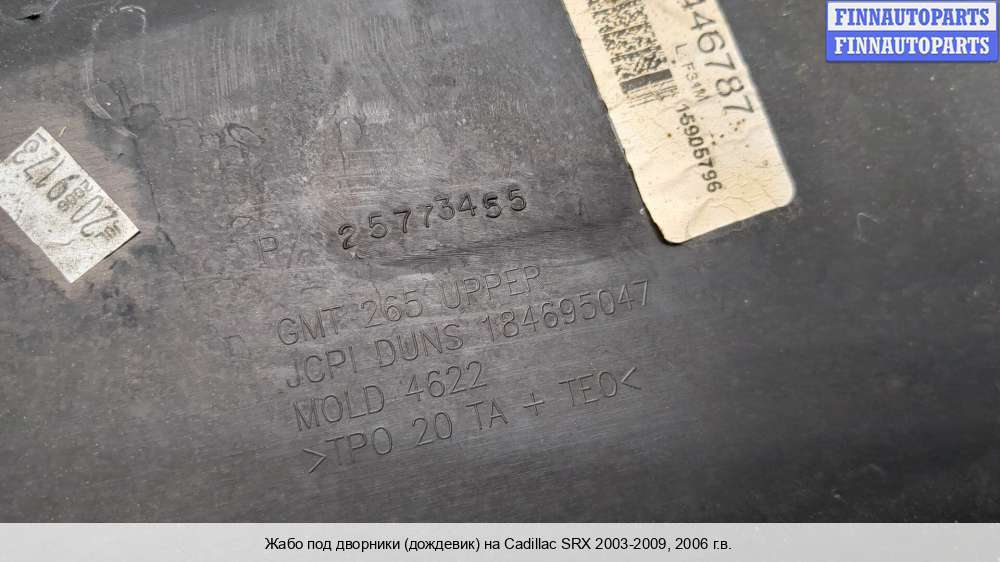 FINNAUTOPARTS
FINNAUTOPARTS
446787
L F34N
15905796
P/ 25773455
GMT 265 UPPER
JCPI DUNS 184695047
MOLD 4622
>TPO 20 TA + TEO<
Жабо под дворники (дождевик) на Cadillac SRX 2003-2009, 2006 г.в.